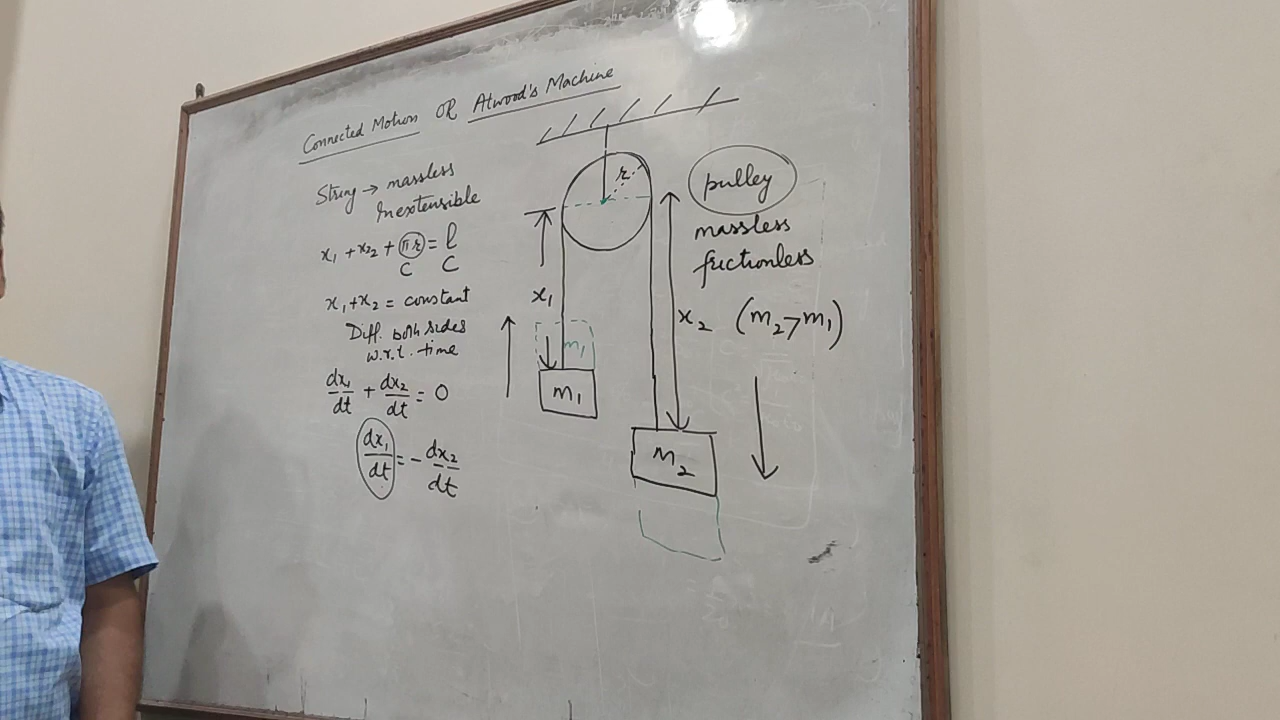 Connected Motion OR Atwood's Machine
String → massless
Inextensible
x₁ + x₂ + πr = l
C C
x₁ + x₂ = constant
Diff. both sides
w.r.t. time
dx₁/dt + dx₂/dt = 0
dx₁/dt = - dx₂/dt
r
x₁
m₁
m₁
x₂
m₂
pulley
massless
frictionless
(m₂>m₁)